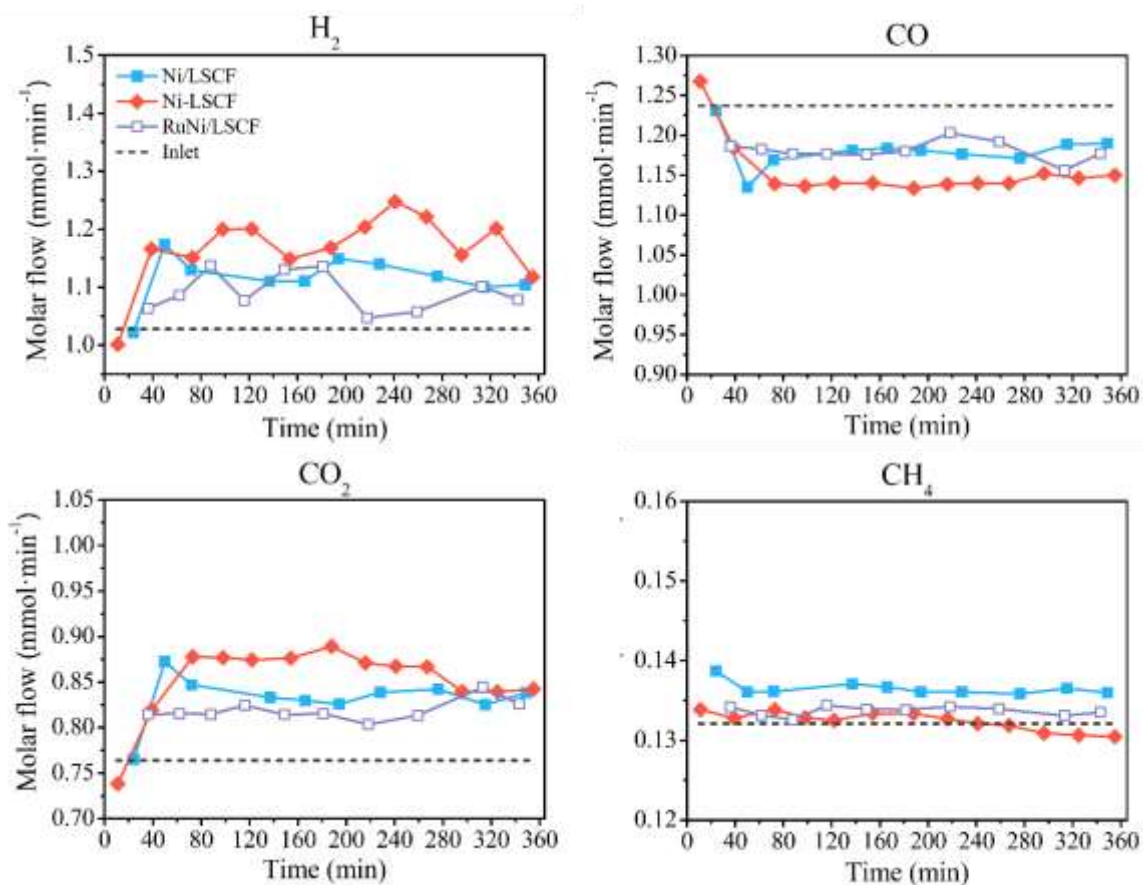 H₂
1.5
1.4
1.3
1.2
1.1
1.0
Molar flow (mmol·min⁻¹)
Ni/LSCF
Ni-LSCF
RuNi/LSCF
Inlet
0 40 80 120 160 200 240 280 320 360
Time (min)
CO
1.30
1.25
1.20
1.15
1.10
1.05
1.00
0.95
0.90
Molar flow (mmol·min⁻¹)
0 40 80 120 160 200 240 280 320 360
Time (min)
CO₂
1.05
1.00
0.95
0.90
0.85
0.80
0.75
0.70
Molar flow (mmol·min⁻¹)
0 40 80 120 160 200 240 280 320 360
Time (min)
CH₄
0.16
0.15
0.14
0.13
0.12
0 40 80 120 160 200 240 280 320 360
Time (min)